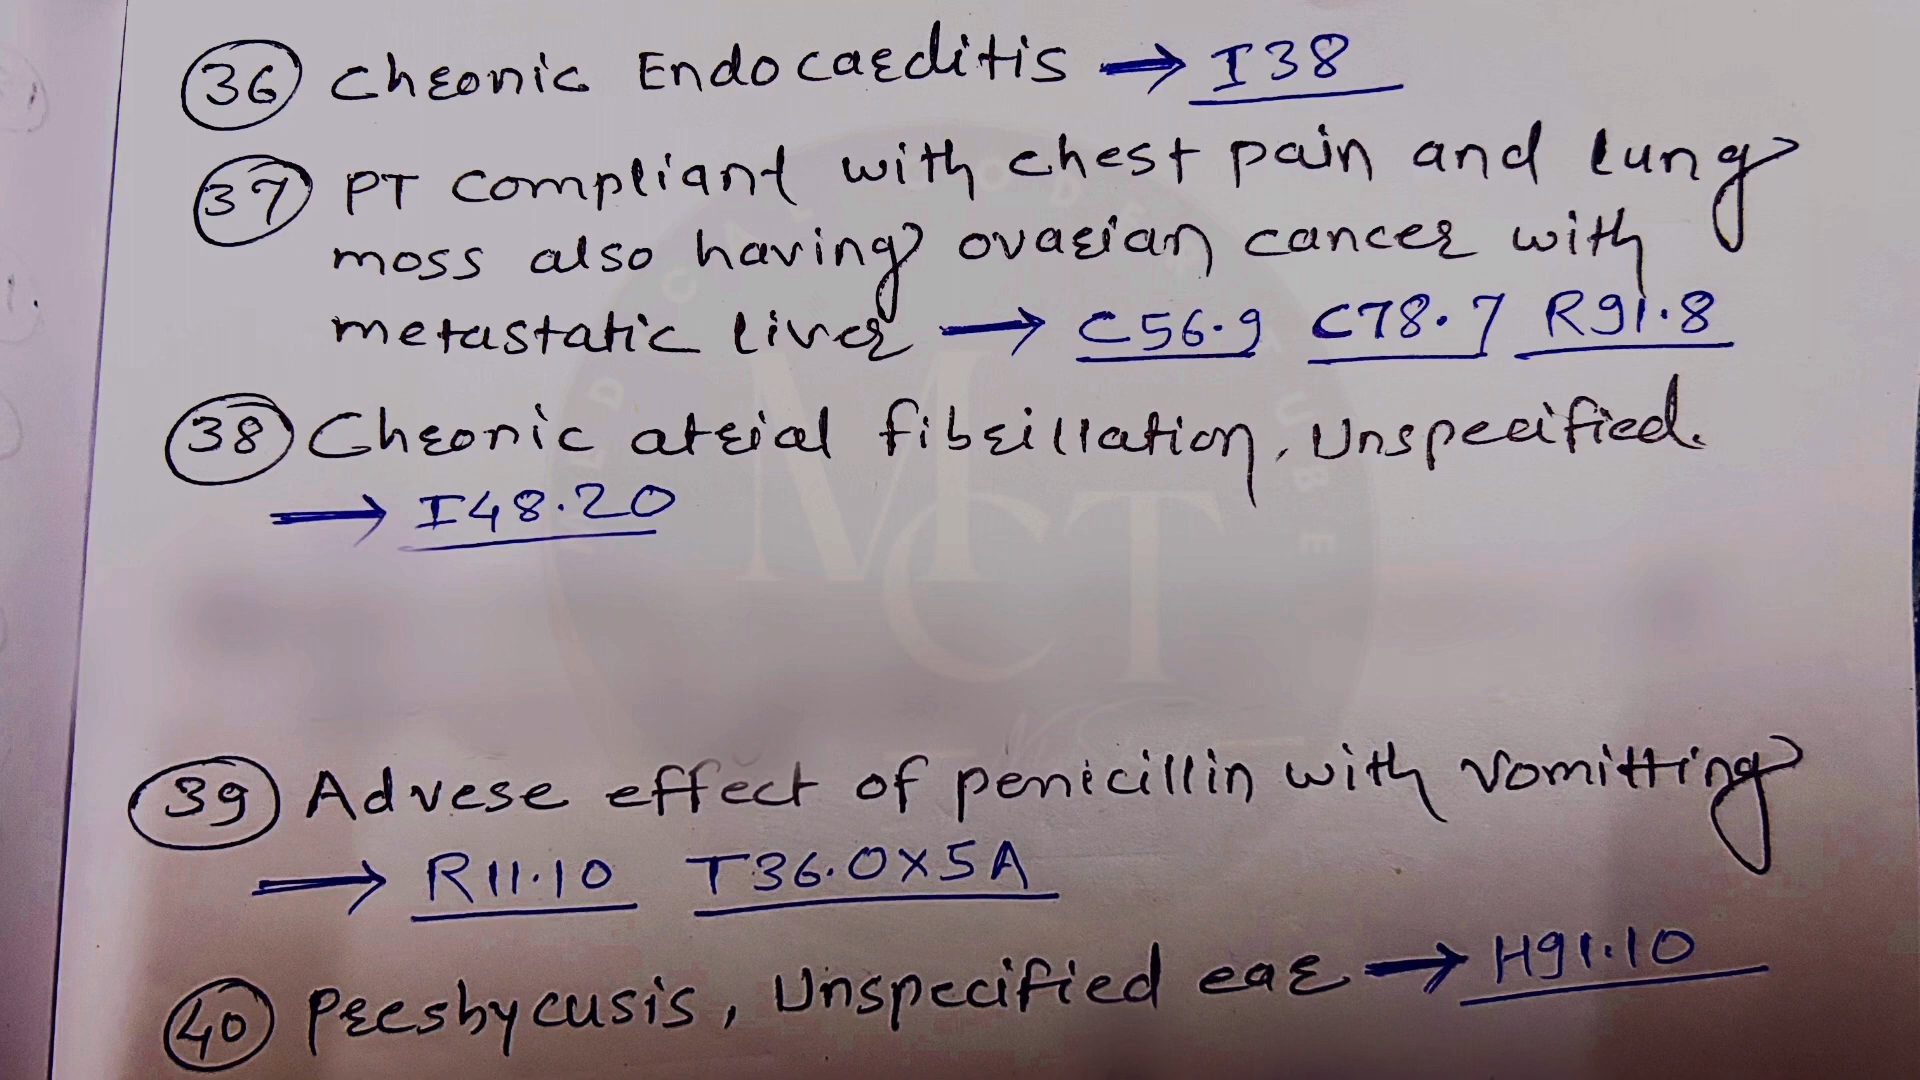 36 Chronic Endocarditis → I38
37 PT Compliant with chest pain and lung
moss also having ovarian cancer with
metastatic liver → C56.9 C78.7 R91.8
38 Chronic atrial fibrillation, Unspecified.
→ I48.20
MCT
39 Advese effect of penicillin with vomitting
→ R11.10 T36.0X5A
40 Preesbycusis, Unspecified ear → H91.10